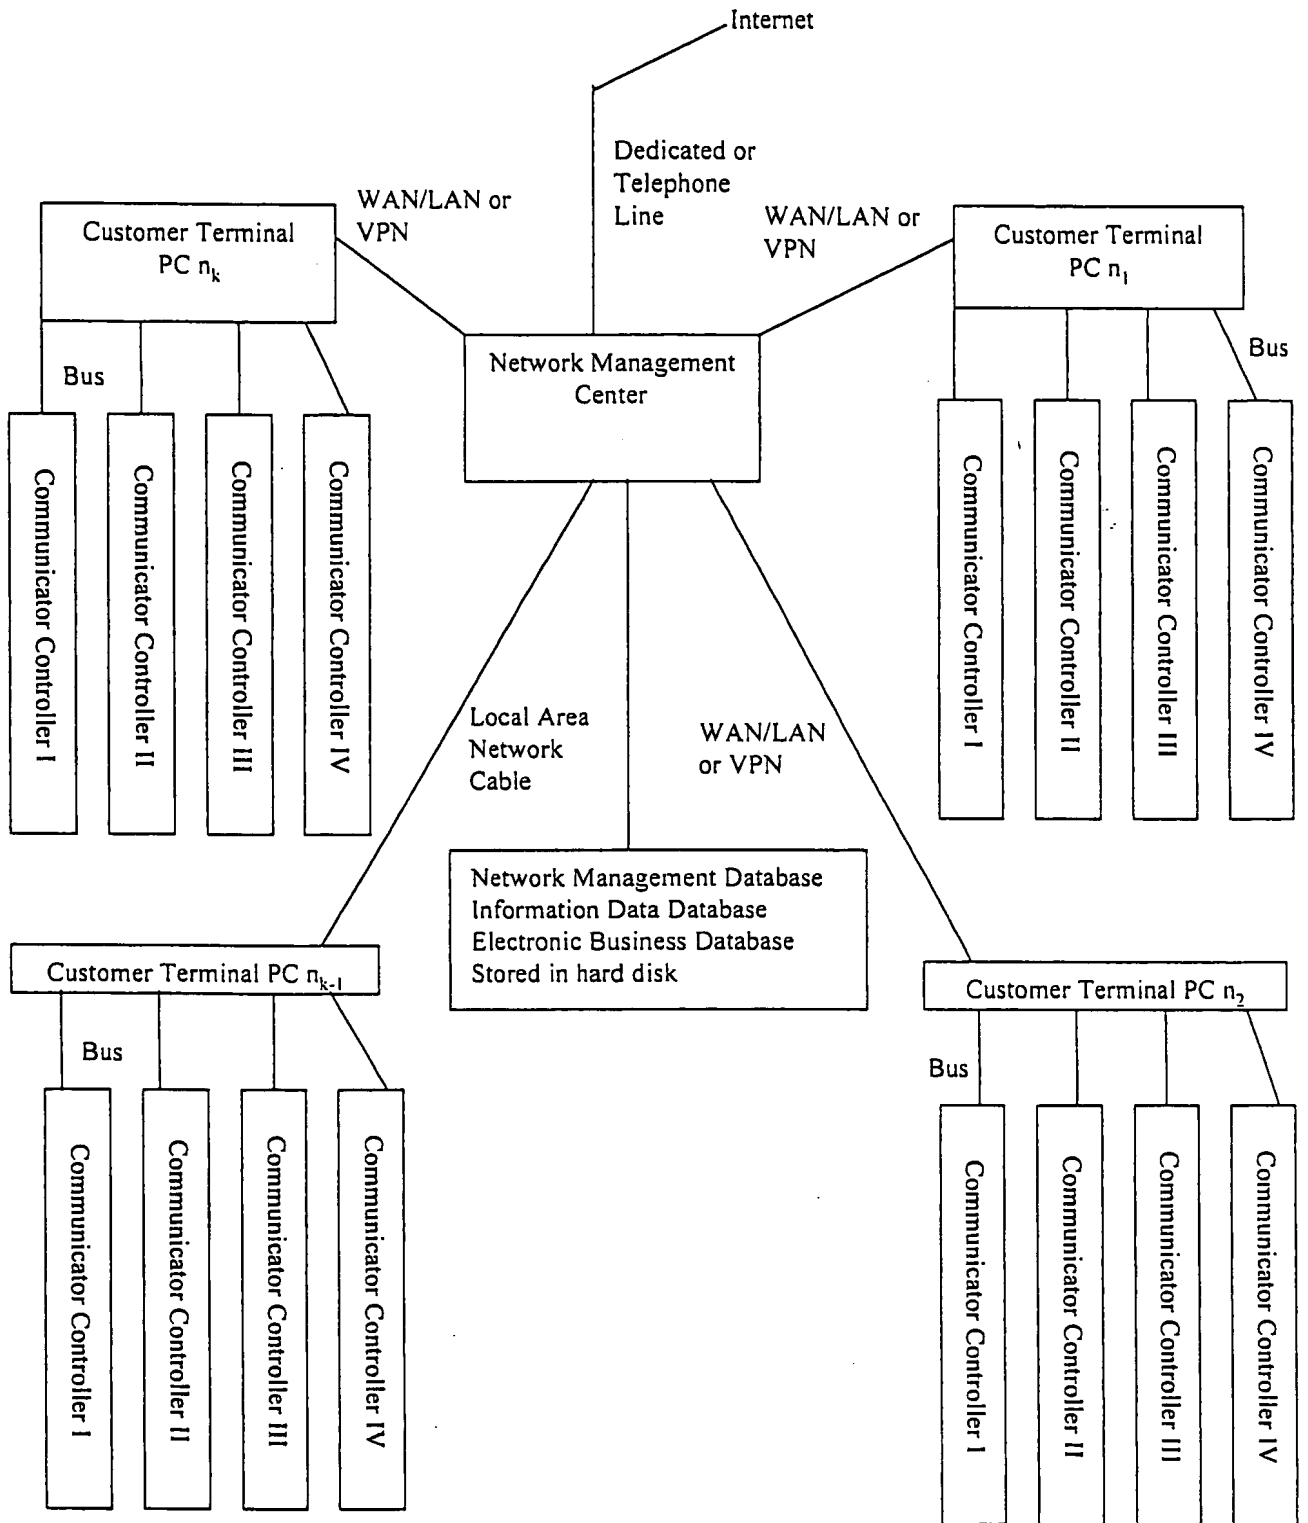 Internet
Dedicated or
Telephone
Line
WAN/LAN or
VPN
WAN/LAN or
VPN
Customer Terminal
PC n_k
Customer Terminal
PC n_1
Network Management
Center
Bus
Bus
Communicator Controller I
Communicator Controller II
Communicator Controller III
Communicator Controller IV
Communicator Controller I
Communicator Controller II
Communicator Controller III
Communicator Controller IV
Local Area
Network
Cable
WAN/LAN
or VPN
Network Management Database
Information Data Database
Electronic Business Database
Stored in hard disk
Customer Terminal PC n_k-1
Customer Terminal PC n_2
Bus
Bus
Communicator Controller I
Communicator Controller II
Communicator Controller III
Communicator Controller IV
Communicator Controller I
Communicator Controller II
Communicator Controller III
Communicator Controller IV